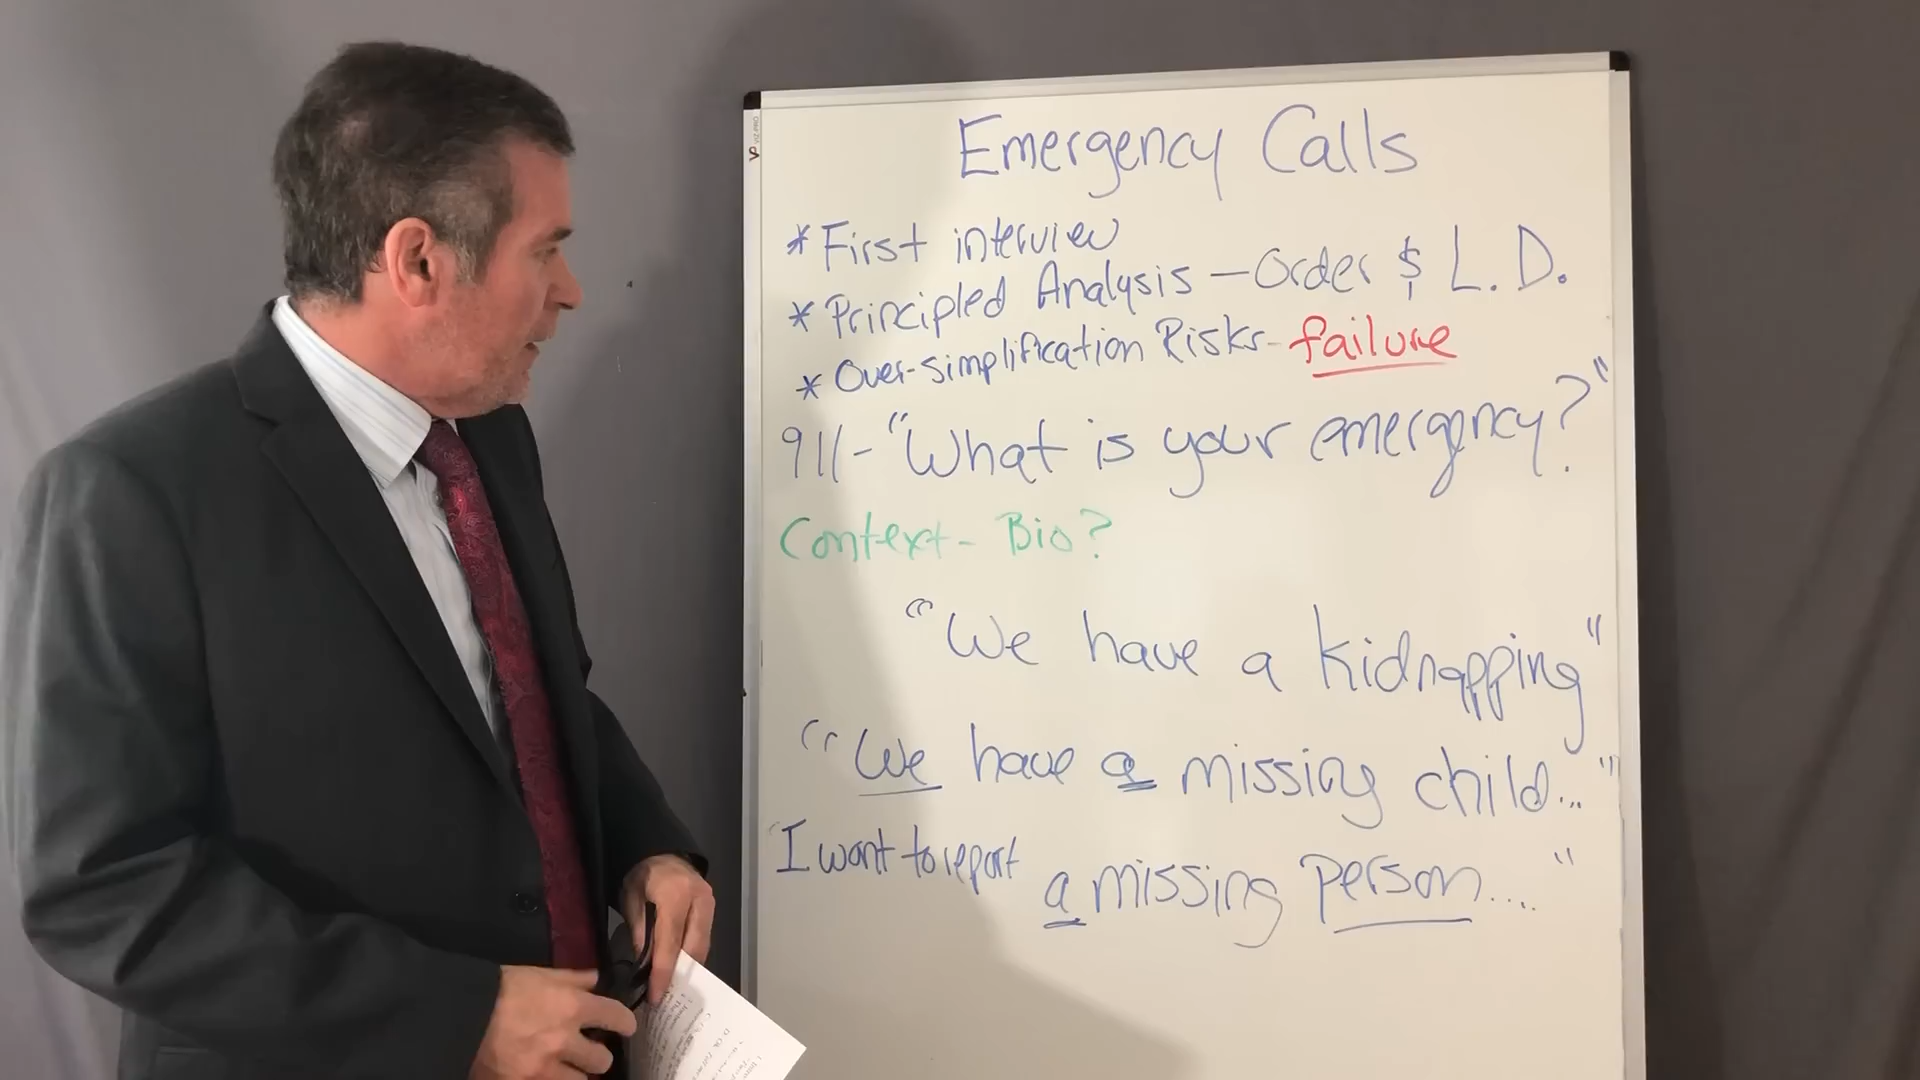 Emergency Calls
* First interview
* Principled Analysis - Order & L. D.
* Over-simplification Risks - failure
911 - "What is your emergency?"
Context - Bio?
"We have a kidnapping"
"We have a missing child..."
"I want to report a missing person...."